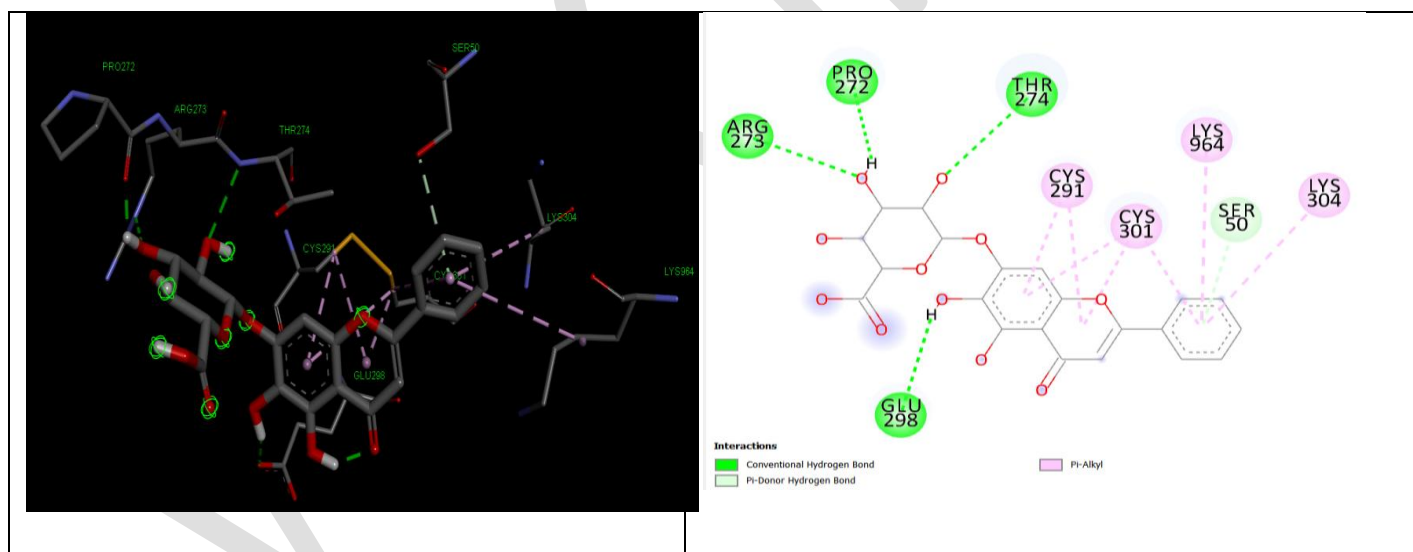 SER50
PRO272
ARG273
THR274
LYS304
CYS291
LYS964
GLU298
PRO
272
THR
274
ARG
273
LYS
964
CYS
291
LYS
304
CYS
301
SER
50
H
O
O
O
O
O
O
O
H
O
O
O
O
O
GLU
298
Interactions
Conventional Hydrogen Bond
Pi-Donor Hydrogen Bond
Pi-Alkyl